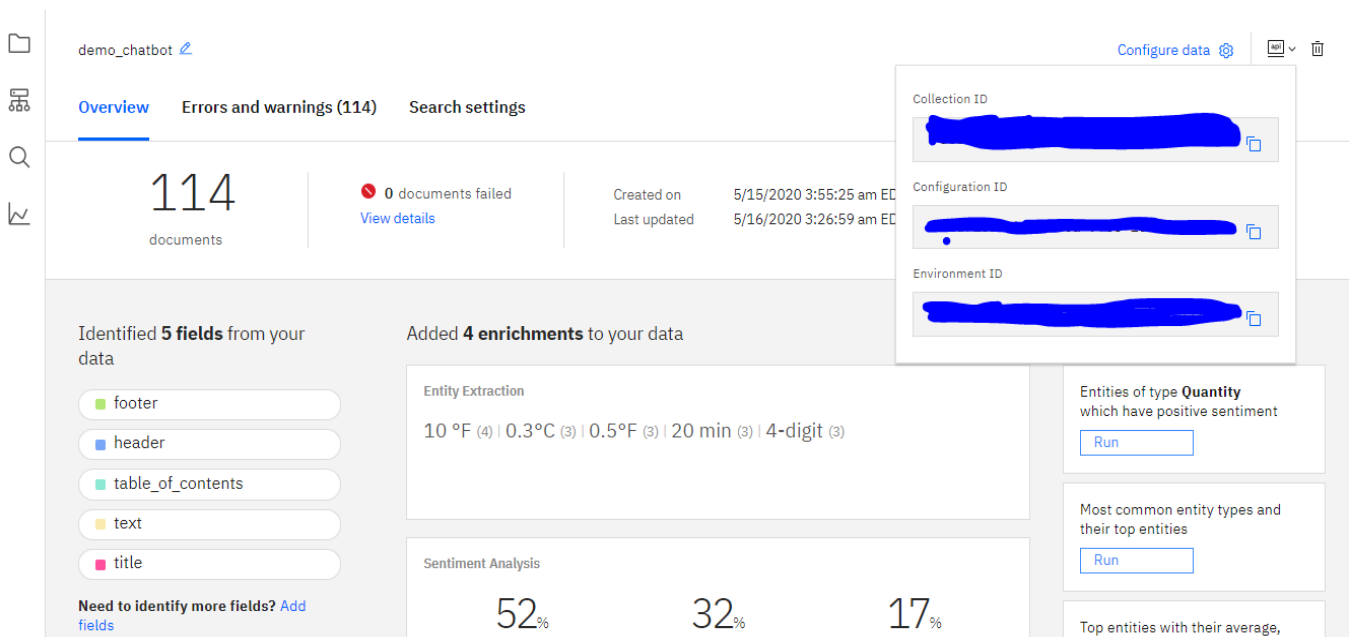 demo_chatbot
Configure data
api
Overview
Errors and warnings (114)
Search settings
Collection ID
Configuration ID
Environment ID
114
documents
0 documents failed
View details
Created on 5/15/2020 3:55:25 am ED
Last updated 5/16/2020 3:26:59 am ED
Identified 5 fields from your
data
footer
header
table_of_contents
text
title
Need to identify more fields? Add
fields
Added 4 enrichments to your data
Entity Extraction
10 °F (4) | 0.3°C (3) | 0.5°F (3) | 20 min (3) | 4-digit (3)
Sentiment Analysis
52% 32% 17%
Entities of type Quantity
which have positive sentiment
Run
Most common entity types and
their top entities
Run
Top entities with their average,